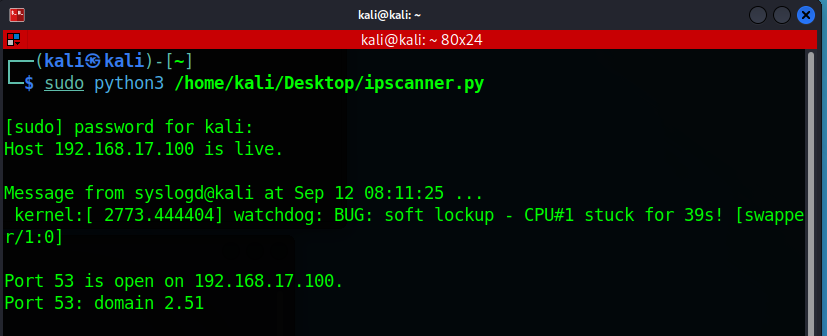 kali@kali: ~
kali@kali: ~ 80x24
┌──(kali㉿kali)-[~]
└─$ sudo python3 /home/kali/Desktop/ipscanner.py
[sudo] password for kali:
Host 192.168.17.100 is live.
Message from syslogd@kali at Sep 12 08:11:25 ...
kernel:[ 2773.444404] watchdog: BUG: soft lockup - CPU#1 stuck for 39s! [swappe
r/1:0]
Port 53 is open on 192.168.17.100.
Port 53: domain 2.51